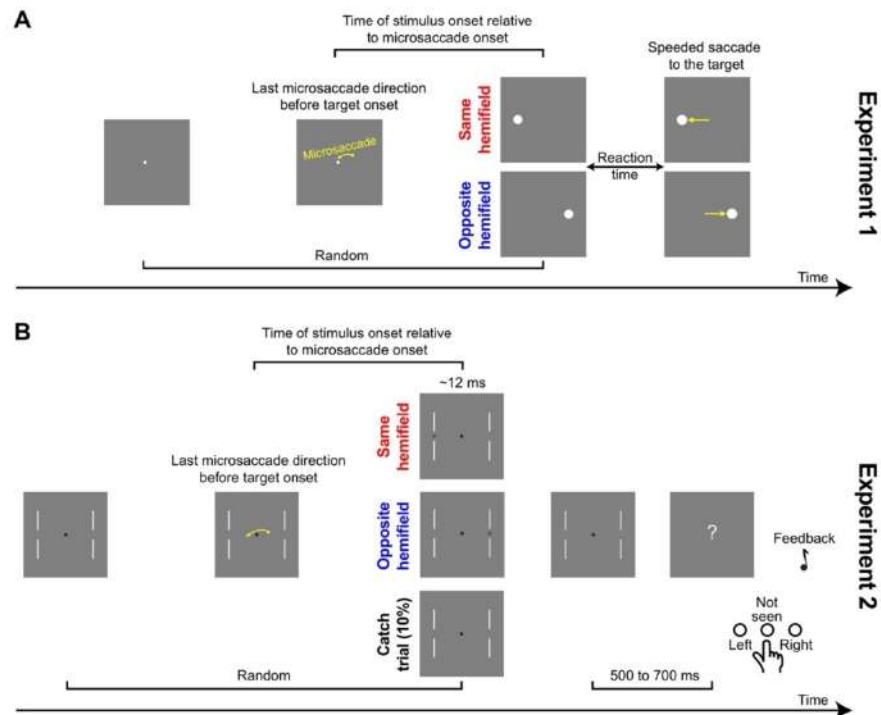 A
Time of stimulus onset relative
to microsaccade onset
Last microsaccade direction
before target onset
Microsaccade
Same
hemifield
Opposite
hemifield
Reaction
time
Speeded saccade
to the target
Random
Time
Experiment 1
B
Time of stimulus onset relative
to microsaccade onset
~12 ms
Last microsaccade direction
before target onset
Same
hemifield
Opposite
hemifield
Catch
trial (10%)
?
Feedback
Not
seen
Left
Right
Random
500 to 700 ms
Time
Experiment 2